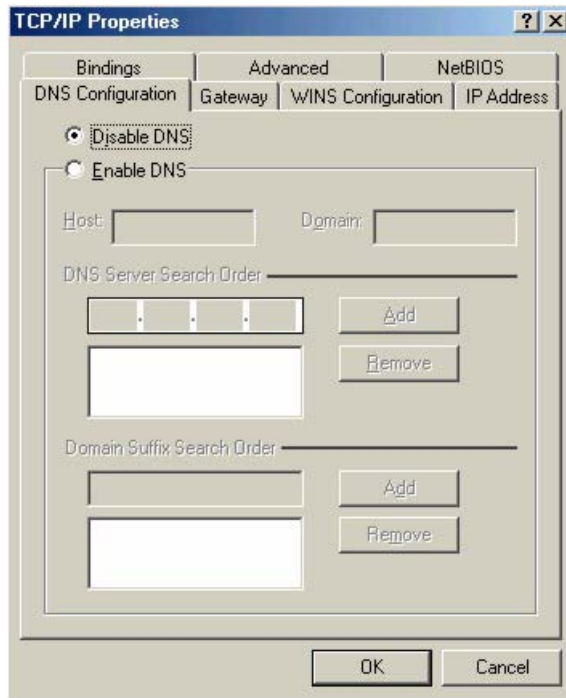 TCP/IP Properties
Bindings Advanced NetBIOS
DNS Configuration Gateway WINS Configuration IP Address
Disable DNS
Enable DNS
Host: Domain:
DNS Server Search Order
. . . Add
Remove
Domain Suffix Search Order
Add
Remove
OK Cancel